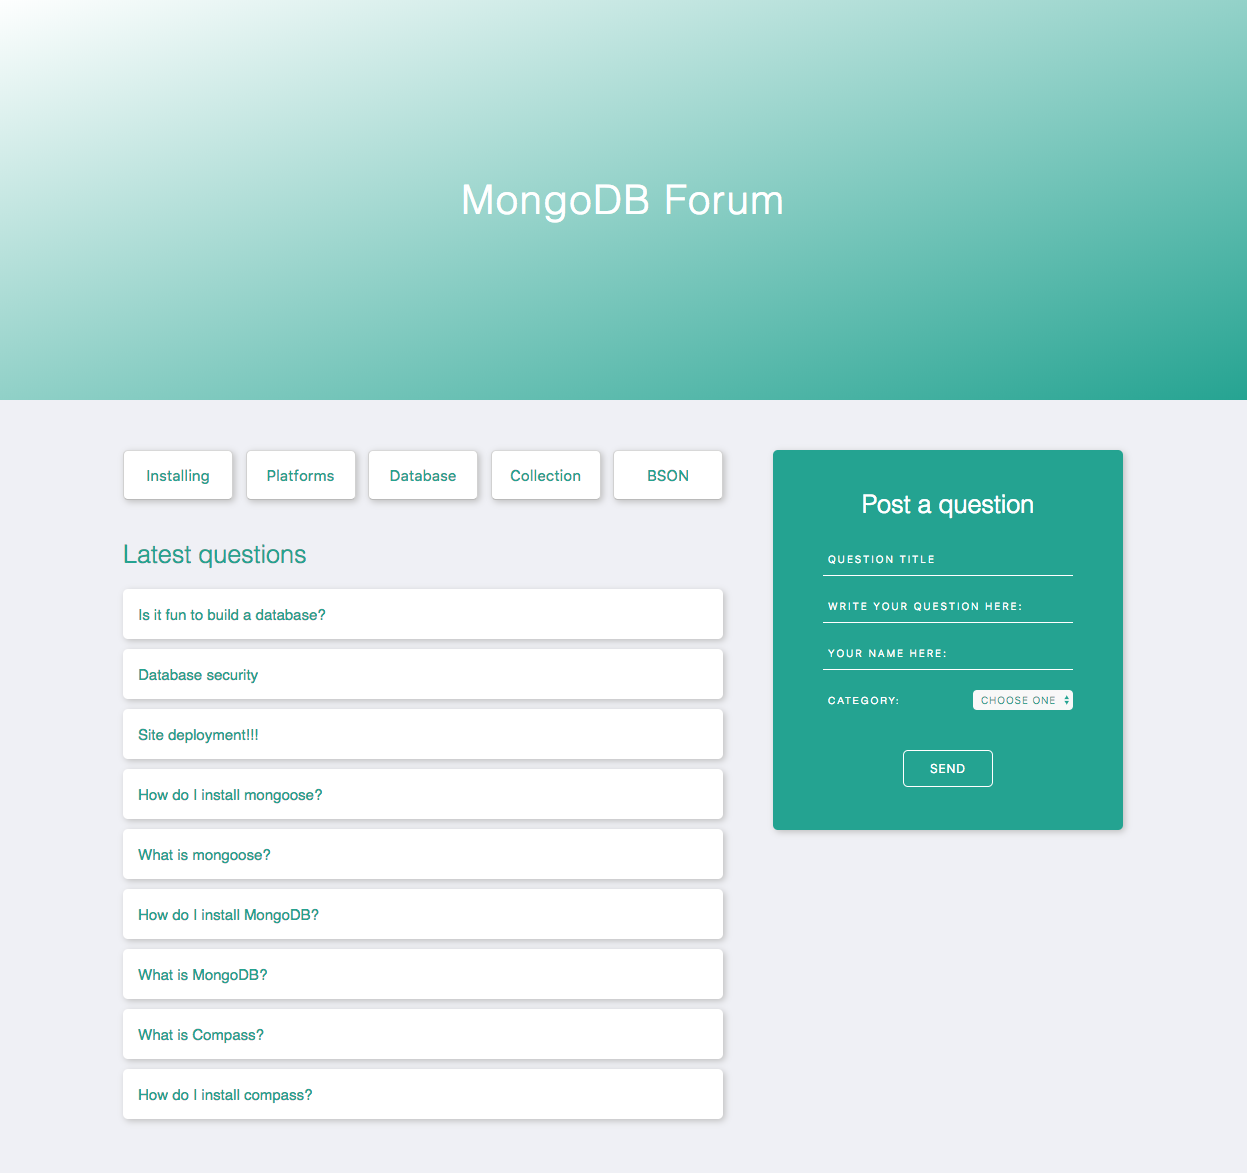 MongoDB Forum
Installing
Platforms
Database
Collection
BSON
Latest questions
Is it fun to build a database?
Database security
Site deployment!!!
How do I install mongoose?
What is mongoose?
How do I install MongoDB?
What is MongoDB?
What is Compass?
How do I install compass?
Post a question
QUESTION TITLE
WRITE YOUR QUESTION HERE:
YOUR NAME HERE:
CATEGORY:
CHOOSE ONE
SEND